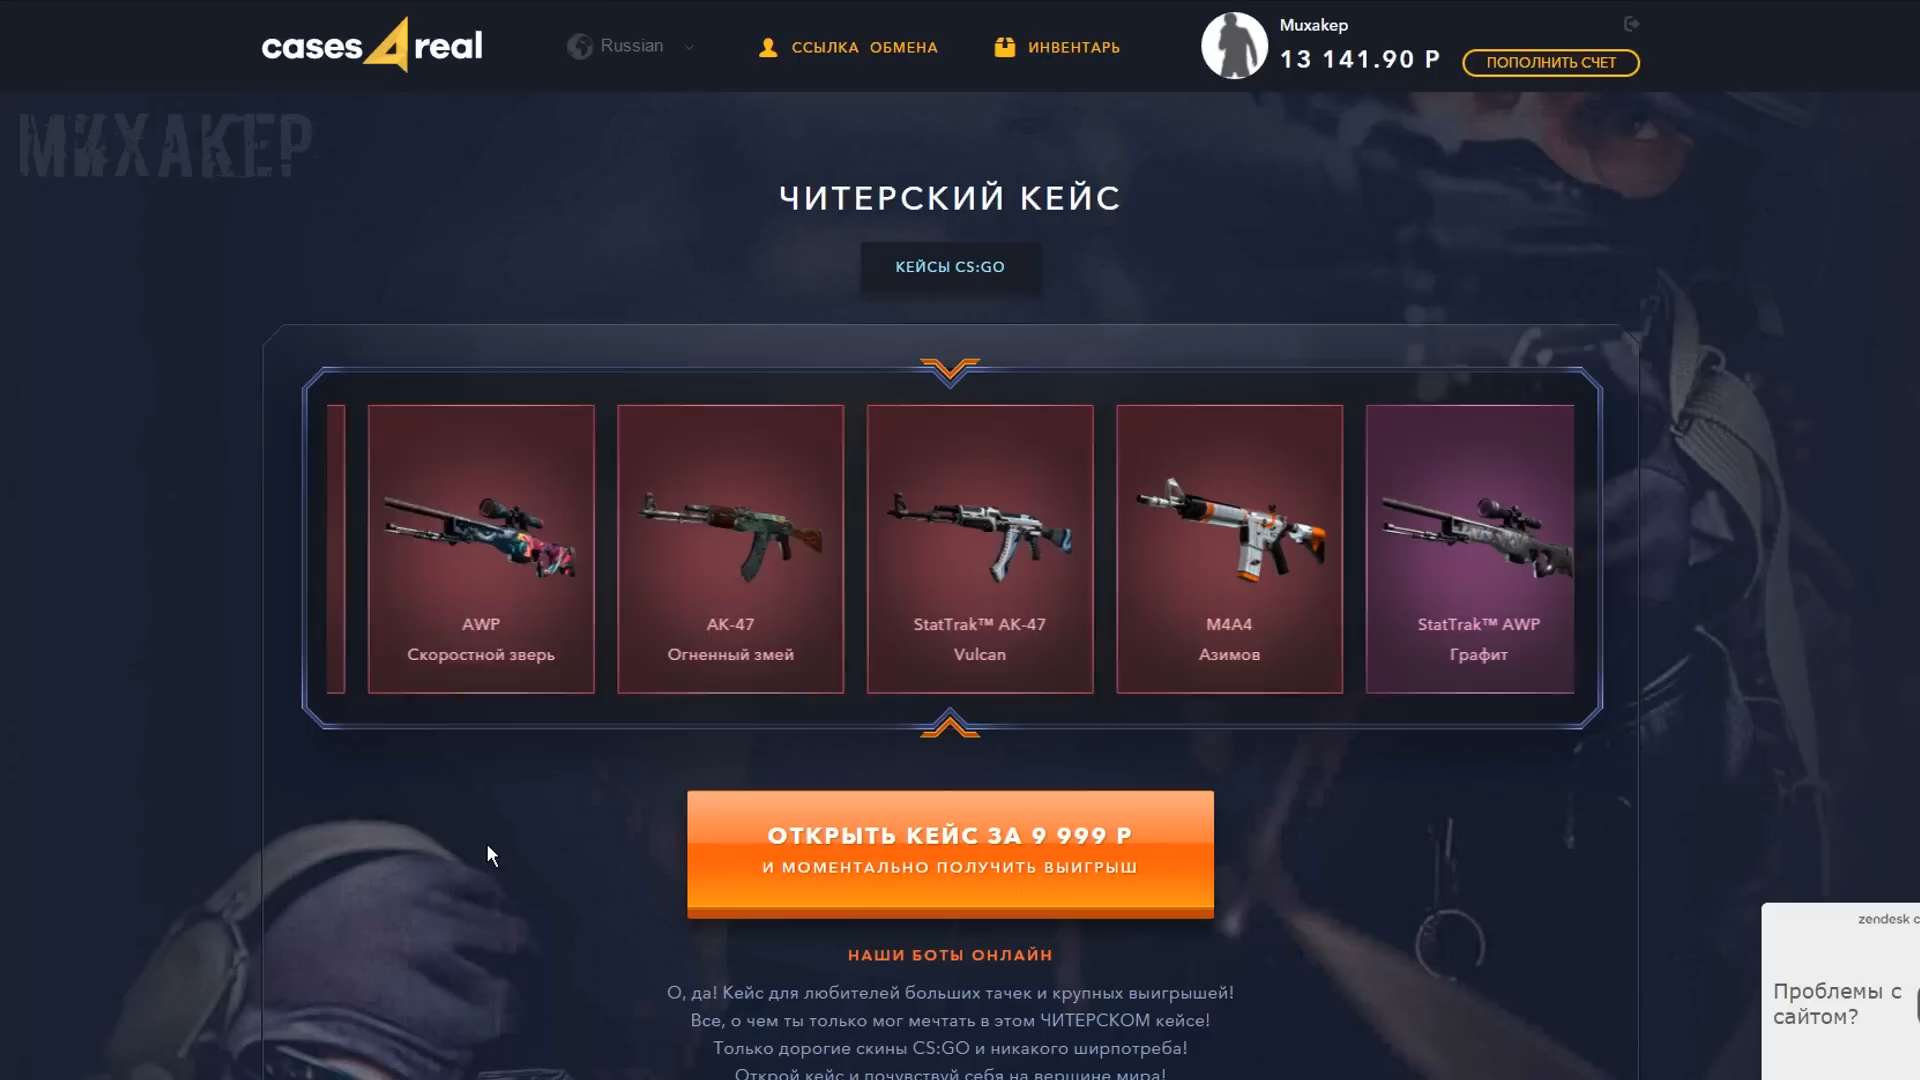 cases4real
Russian
ССЫЛКА ОБМЕНА
ИНВЕНТАРЬ
Михакер
13 141.90 Р
ПОПОЛНИТЬ СЧЕТ
МИХАКЕР
ЧИТЕРСКИЙ КЕЙС
КЕЙСЫ CS:GO
AWP
Скоростной зверь
AK-47
Огненный змей
StatTrak™ AK-47
Vulcan
M4A4
Азимов
StatTrak™ AWP
Графит
ОТКРЫТЬ КЕЙС ЗА 9 999 Р
И МОМЕНТАЛЬНО ПОЛУЧИТЬ ВЫИГРЫШ
НАШИ БОТЫ ОНЛАЙН
О, да! Кейс для любителей больших тачек и крупных выигрышей!
Все, о чем ты только мог мечтать в этом ЧИТЕРСКОМ кейсе!
Только дорогие скины CS:GO и никакого ширпотреба!
Открой кейс и почувствуй себя на вершине мира!
zendesk c
Проблемы с
сайтом?